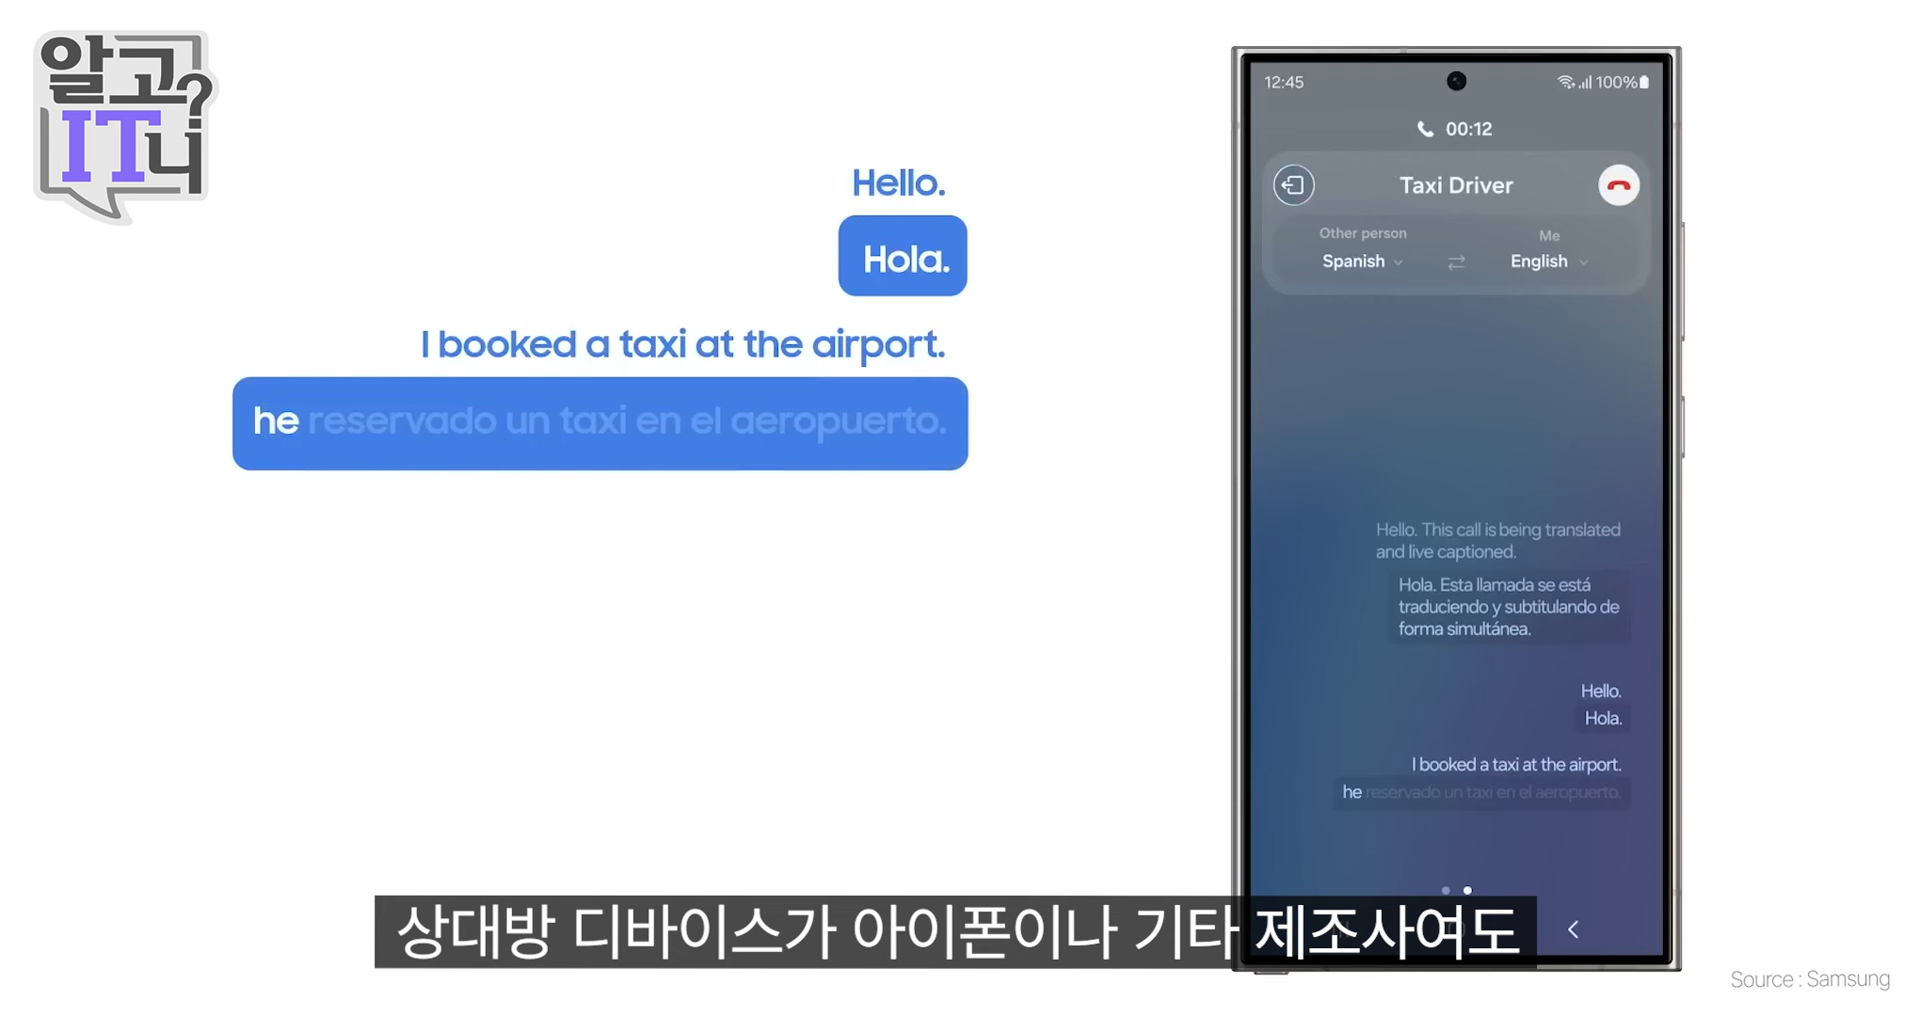 알고?
IT니
Hello.
Hola.
I booked a taxi at the airport.
he reservado un taxi en el aeropuerto.
12:45
100%
00:12
Taxi Driver
Other person
Me
Spanish
English
Hello. This call is being translated
and live captioned.
Hola. Esta llamada se está
traduciendo y subtitulando de
forma simultánea.
Hello.
Hola.
I booked a taxi at the airport.
he reservado un taxi en el aeropuerto.
상대방 디바이스가 아이폰이나 기타 제조사여도
Source : Samsung